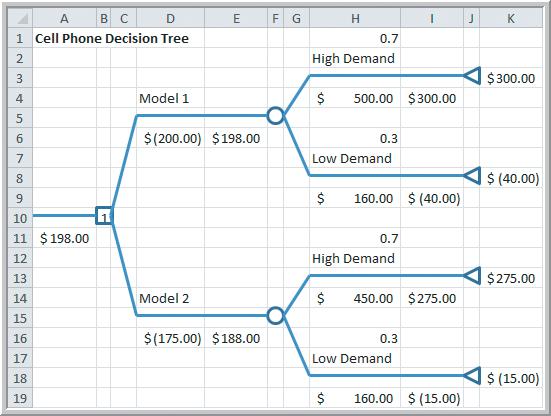 A B C D E F G H I J K
1 Cell Phone Decision Tree 0.7
2 High Demand
3 $300.00
4 Model 1 $ 500.00 $300.00
5
6 $(200.00) $198.00 0.3
7 Low Demand
8 $ (40.00)
9 $ 160.00 $ (40.00)
10 1
11 $ 198.00 0.7
12 High Demand
13 $275.00
14 Model 2 $ 450.00 $275.00
15
16 $(175.00) $188.00 0.3
17 Low Demand
18 $ (15.00)
19 $ 160.00 $ (15.00)